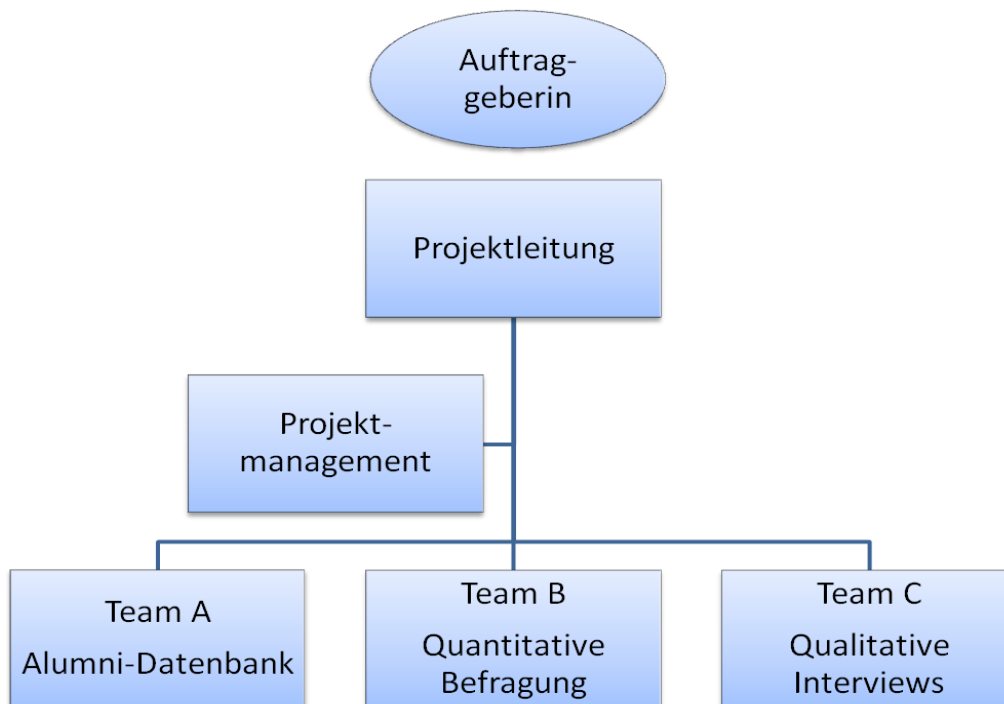 Auftrag-
geberin
Projektleitung
Projekt-
management
Team A
Alumni-Datenbank
Team B
Quantitative
Befragung
Team C
Qualitative
Interviews